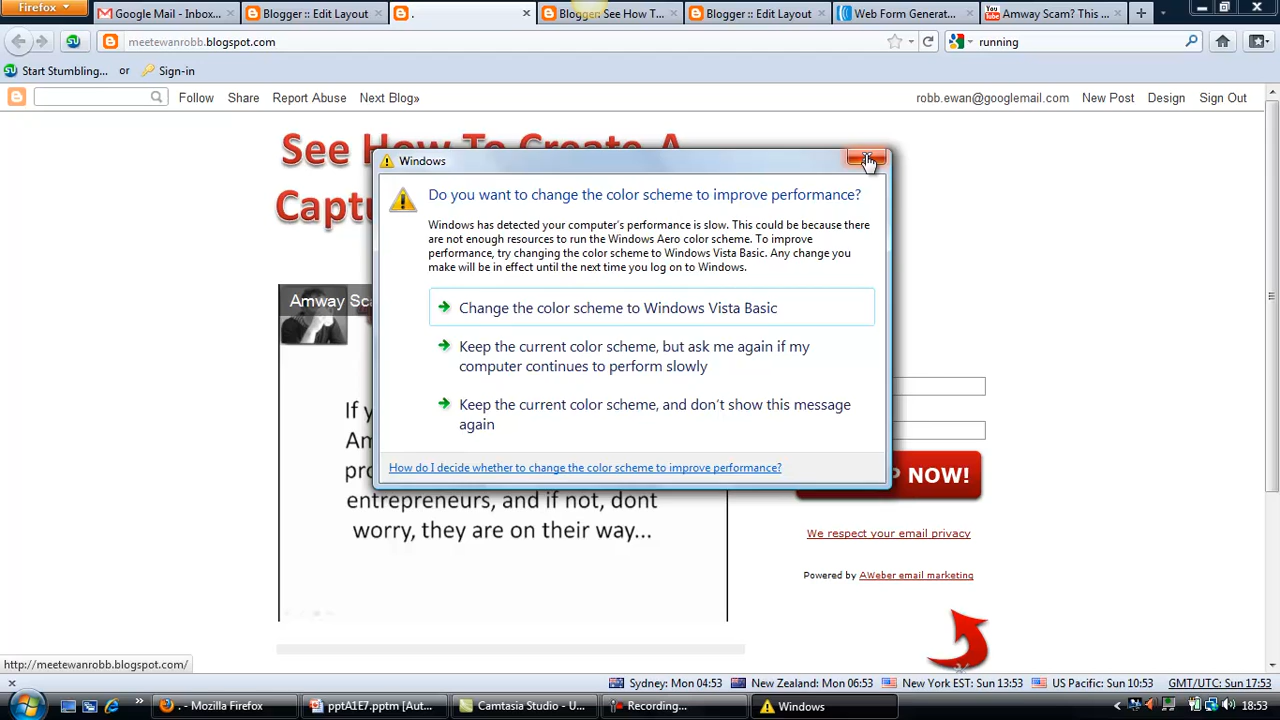 Firefox
Google Mail - Inbox...
Blogger :: Edit Layout
.
Blogger: See How T...
Blogger :: Edit Layout
Web Form Generat...
Amway Scam? This ...
meetewanrobb.blogspot.com
running
Start Stumbling...
or
Sign-in
Follow
Share
Report Abuse
Next Blog»
robb.ewan@googlemail.com
New Post
Design
Sign Out
See How To Create A
Captu
Windows
Do you want to change the color scheme to improve performance?
Windows has detected your computer's performance is slow. This could be because there
are not enough resources to run the Windows Aero color scheme. To improve
performance, try changing the color scheme to Windows Vista Basic. Any change you
make will be in effect until the next time you log on to Windows.
Change the color scheme to Windows Vista Basic
Keep the current color scheme, but ask me again if my
computer continues to perform slowly
Keep the current color scheme, and don't show this message
again
How do I decide whether to change the color scheme to improve performance?
Amway Sc
If y
Am
pro
entrepreneurs, and if not, dont
worry, they are on their way...
NOW!
We respect your email privacy
Powered by AWeber email marketing
http://meetewanrobb.blogspot.com/
Sydney: Mon 04:53
New Zealand: Mon 06:53
New York EST: Sun 13:53
US Pacific: Sun 10:53
GMT/UTC: Sun 17:53
. - Mozilla Firefox
pptA1E7.pptm [Aut...
Camtasia Studio - U...
Recording...
Windows
18:53